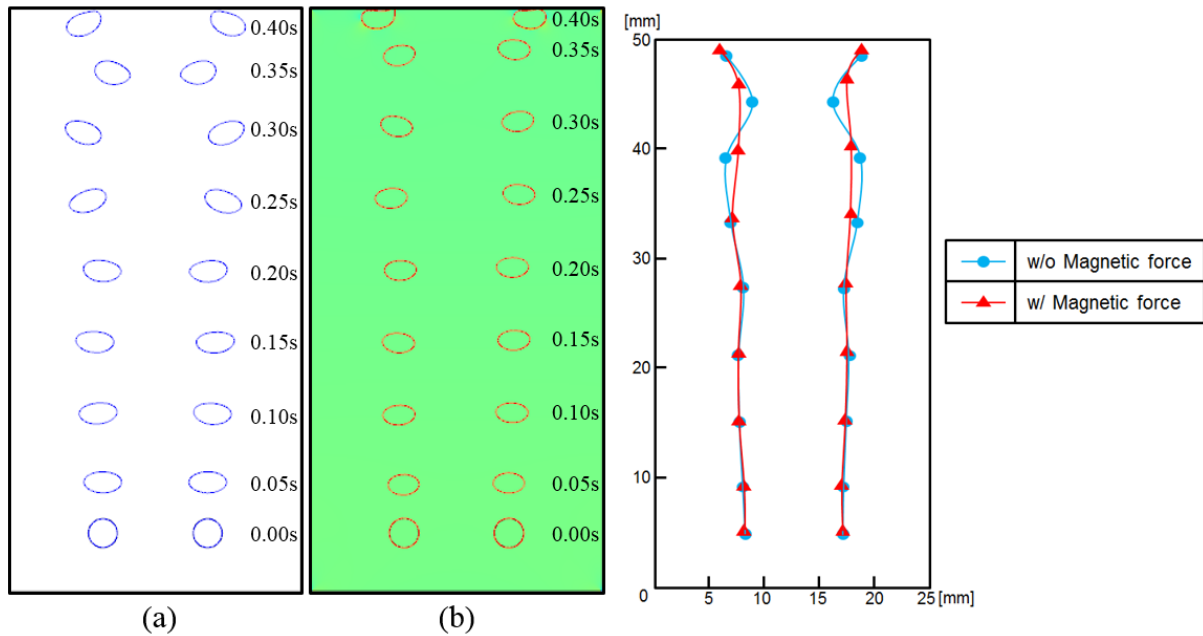 0.40s
0.35s
0.30s
0.25s
0.20s
0.15s
0.10s
0.05s
0.00s
(a)
0.40s
0.35s
0.30s
0.25s
0.20s
0.15s
0.10s
0.05s
0.00s
(b)
[mm]
50
40
30
20
10
0
5
10
15
20
25
[mm]
w/o Magnetic force
w/ Magnetic force